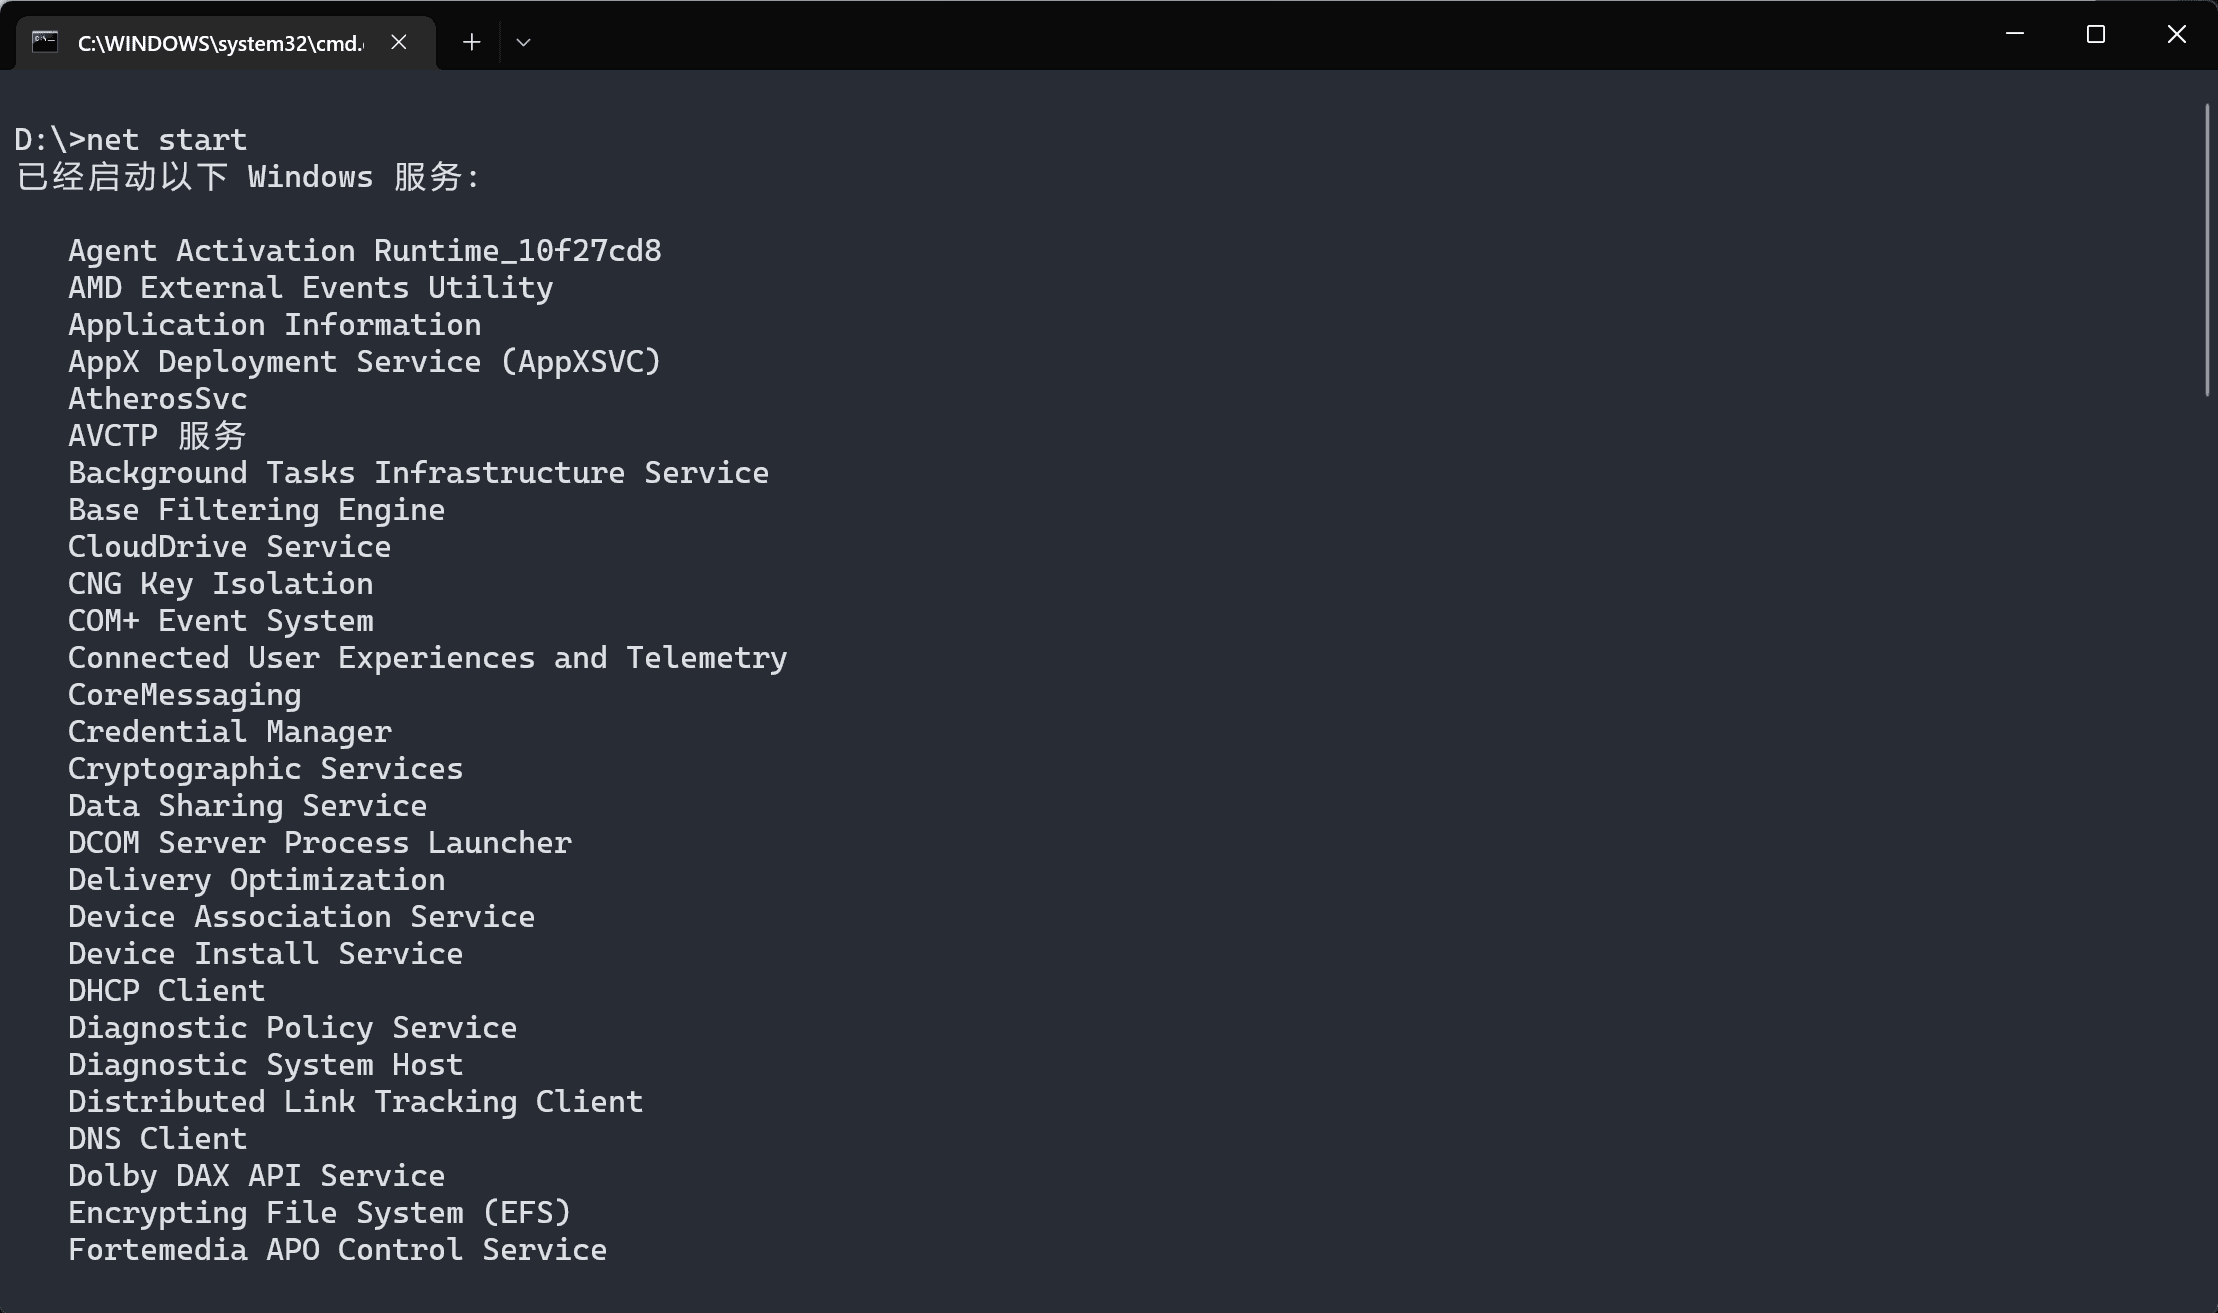 C:\WINDOWS\system32\cmd.
D:\>net start
已经启动以下 Windows 服务:
Agent Activation Runtime_10f27cd8
AMD External Events Utility
Application Information
AppX Deployment Service (AppXSVC)
AtherosSvc
AVCTP 服务
Background Tasks Infrastructure Service
Base Filtering Engine
CloudDrive Service
CNG Key Isolation
COM+ Event System
Connected User Experiences and Telemetry
CoreMessaging
Credential Manager
Cryptographic Services
Data Sharing Service
DCOM Server Process Launcher
Delivery Optimization
Device Association Service
Device Install Service
DHCP Client
Diagnostic Policy Service
Diagnostic System Host
Distributed Link Tracking Client
DNS Client
Dolby DAX API Service
Encrypting File System (EFS)
Fortemedia APO Control Service